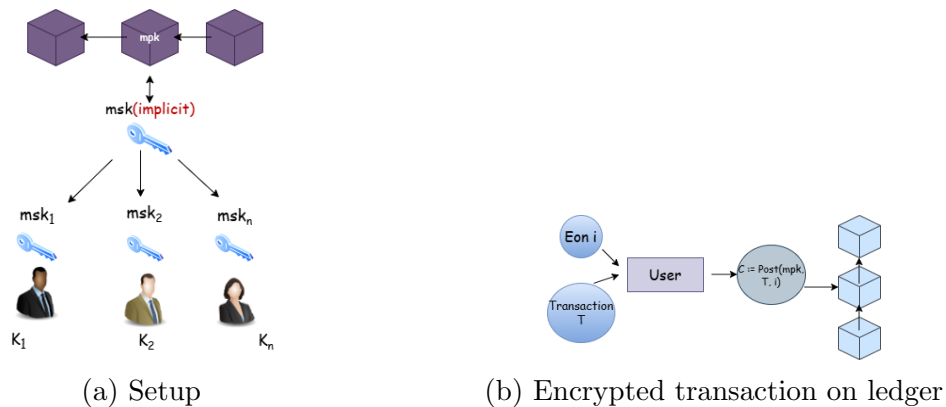 mpk
msk(implicit)
msk₁
msk₂
mskₙ
K₁
K₂
Kₙ
(a) Setup
Eon i
Transaction
T
User
C := Post(mpk,
T, i)
(b) Encrypted transaction on ledger